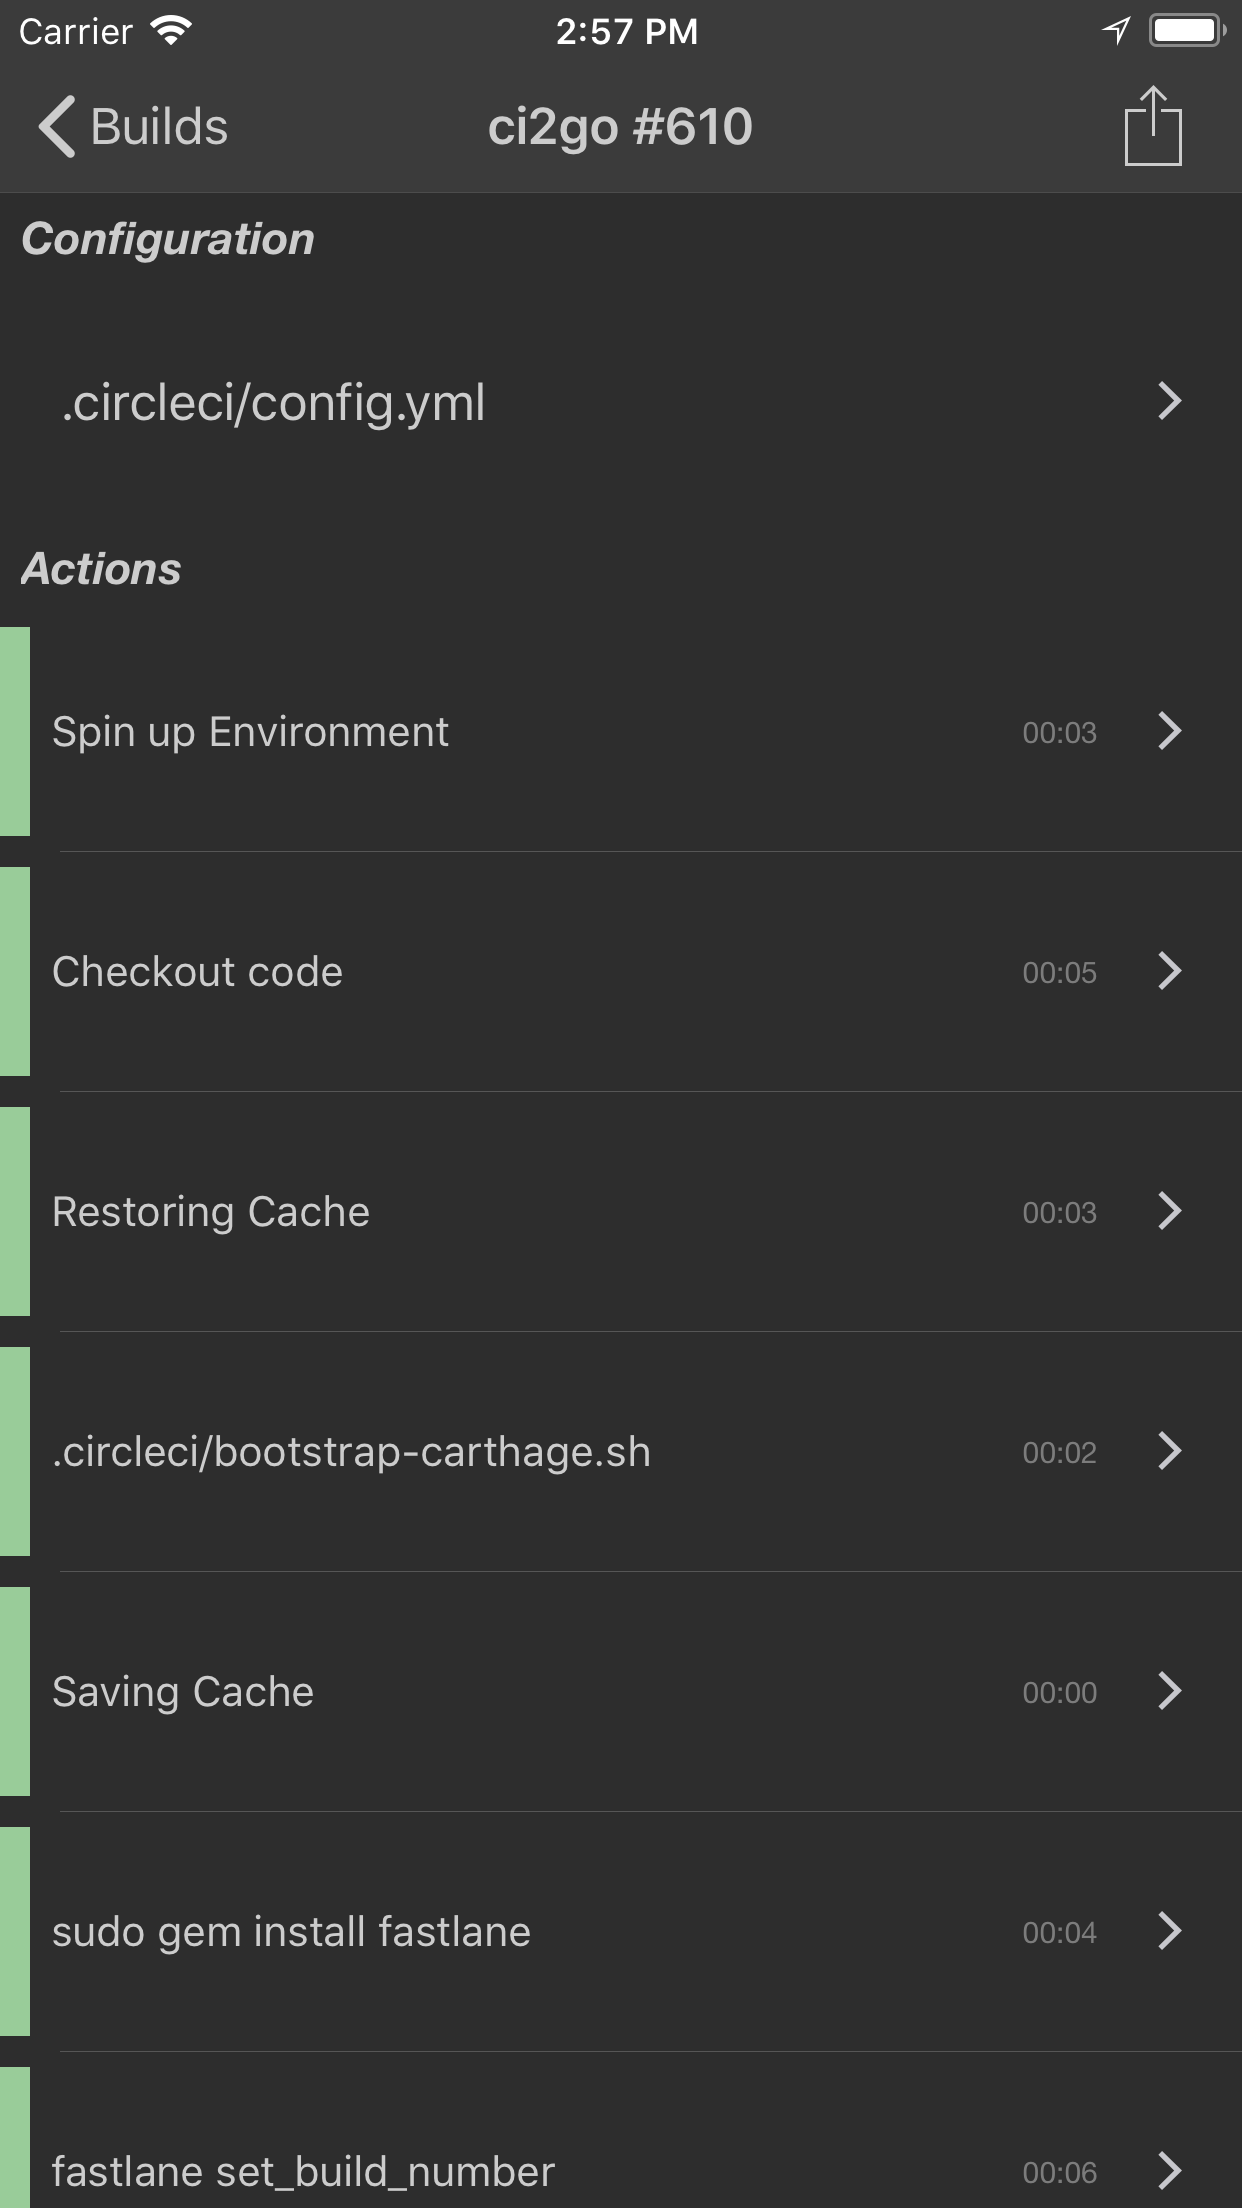 Carrier 2:57 PM
Builds ci2go #610
Configuration
.circleci/config.yml
Actions
Spin up Environment 00:03
Checkout code 00:05
Restoring Cache 00:03
.circleci/bootstrap-carthage.sh 00:02
Saving Cache 00:00
sudo gem install fastlane 00:04
fastlane set_build_number 00:06